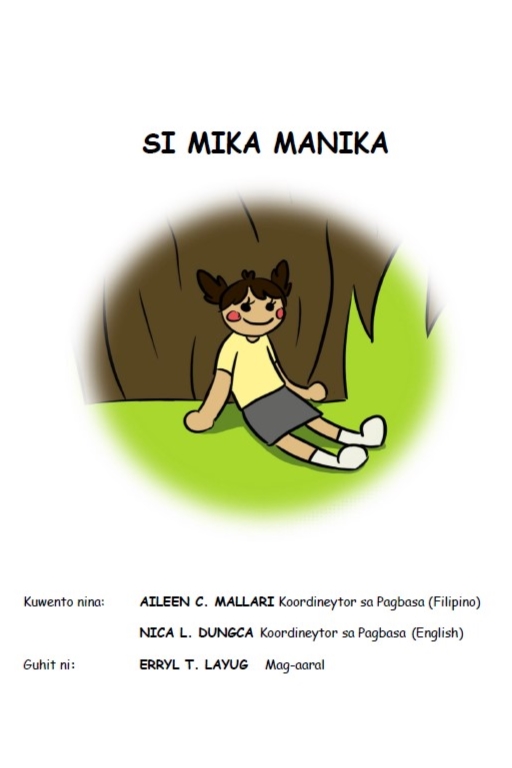 SI MIKA MANIKA
Kuwento nina: AILEEN C. MALLARI Koordineytor sa Pagbasa (Filipino)
NICA L. DUNGCA Koordineytor sa Pagbasa (English)
Guhit ni: ERRYL T. LAYUG Mag-aaral